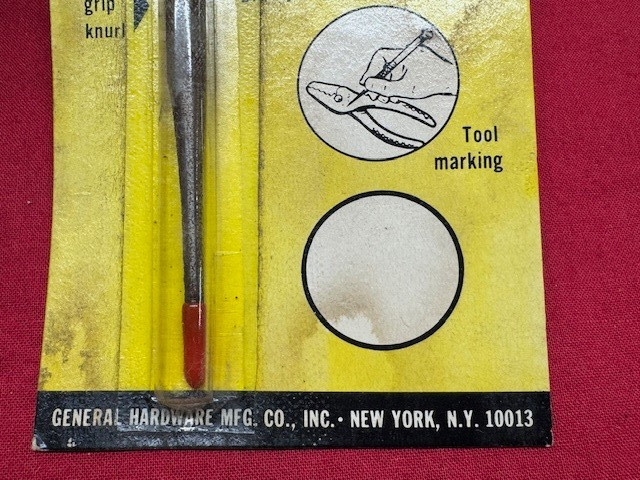 grip
knurl
Tool
marking
GENERAL HARDWARE MFG. CO., INC. • NEW YORK, N.Y. 10013